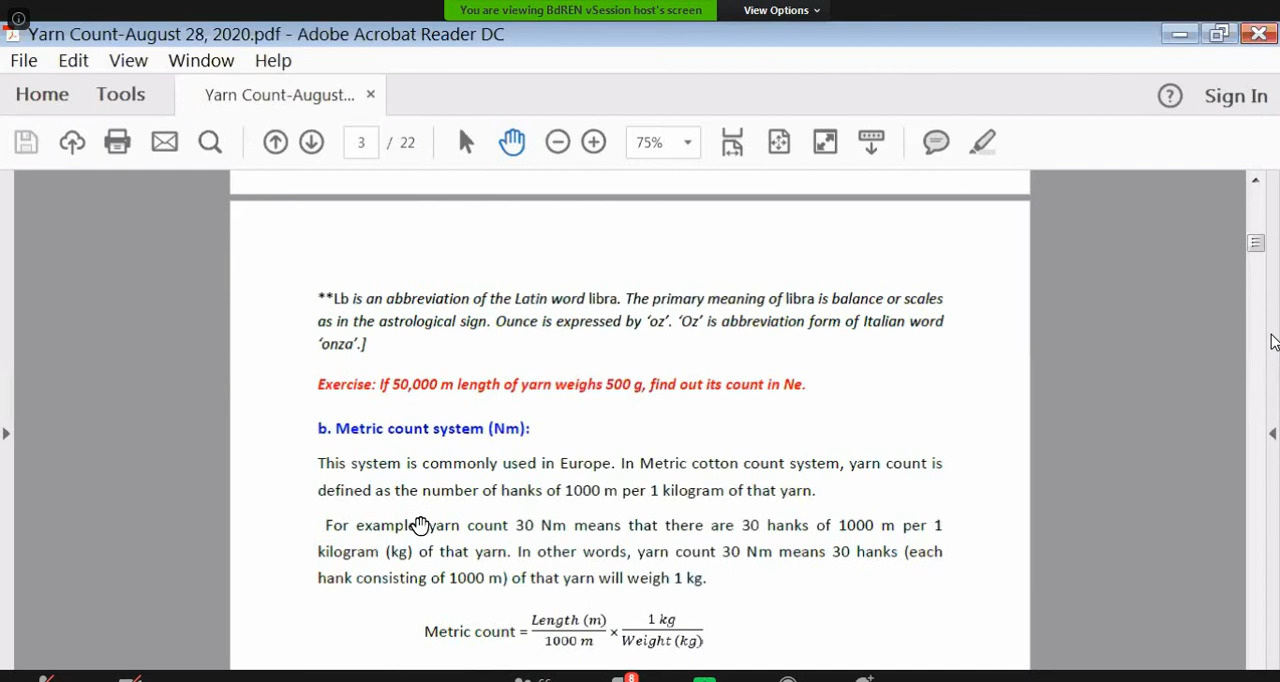 You are viewing BdREN vSession host's screen
View Options
Yarn Count-August 28, 2020.pdf - Adobe Acrobat Reader DC
File Edit View Window Help
Home Tools Yarn Count-August... × Sign In
3 / 22 75%
**Lb is an abbreviation of the Latin word libra. The primary meaning of libra is balance or scales
as in the astrological sign. Ounce is expressed by ‘oz’. ‘Oz’ is abbreviation form of Italian word
‘onza’.]
Exercise: If 50,000 m length of yarn weighs 500 g, find out its count in Ne.
b. Metric count system (Nm):
This system is commonly used in Europe. In Metric cotton count system, yarn count is
defined as the number of hanks of 1000 m per 1 kilogram of that yarn.
For example yarn count 30 Nm means that there are 30 hanks of 1000 m per 1
kilogram (kg) of that yarn. In other words, yarn count 30 Nm means 30 hanks (each
hank consisting of 1000 m) of that yarn will weigh 1 kg.
Metric count = Length (m) / 1000 m × 1 kg / Weight (kg)
8